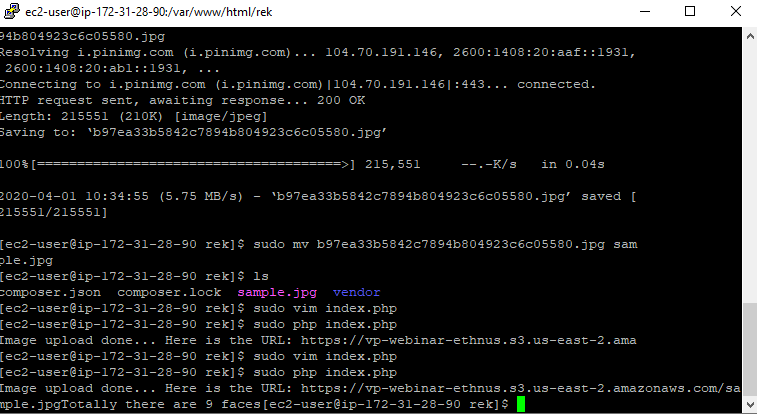 ec2-user@ip-172-31-28-90:/var/www/html/rek
94b804923c6c05580.jpg
Resolving i.pinimg.com (i.pinimg.com)... 104.70.191.146, 2600:1408:20:aaf::1931,
 2600:1408:20:ab1::1931, ...
Connecting to i.pinimg.com (i.pinimg.com)|104.70.191.146|:443... connected.
HTTP request sent, awaiting response... 200 OK
Length: 215551 (210K) [image/jpeg]
Saving to: ‘b97ea33b5842c7894b804923c6c05580.jpg’
100%[======================================>] 215,551     --.-K/s   in 0.04s
2020-04-01 10:34:55 (5.75 MB/s) - ‘b97ea33b5842c7894b804923c6c05580.jpg’ saved [
215551/215551]
[ec2-user@ip-172-31-28-90 rek]$ sudo mv b97ea33b5842c7894b804923c6c05580.jpg sam
ple.jpg
[ec2-user@ip-172-31-28-90 rek]$ ls
composer.json  composer.lock  sample.jpg  vendor
[ec2-user@ip-172-31-28-90 rek]$ sudo vim index.php
[ec2-user@ip-172-31-28-90 rek]$ sudo php index.php
Image upload done... Here is the URL: https://vp-webinar-ethnus.s3.us-east-2.ama
[ec2-user@ip-172-31-28-90 rek]$ sudo vim index.php
[ec2-user@ip-172-31-28-90 rek]$ sudo php index.php
Image upload done... Here is the URL: https://vp-webinar-ethnus.s3.us-east-2.amazonaws.com/sa
mple.jpgTotally there are 9 faces[ec2-user@ip-172-31-28-90 rek]$